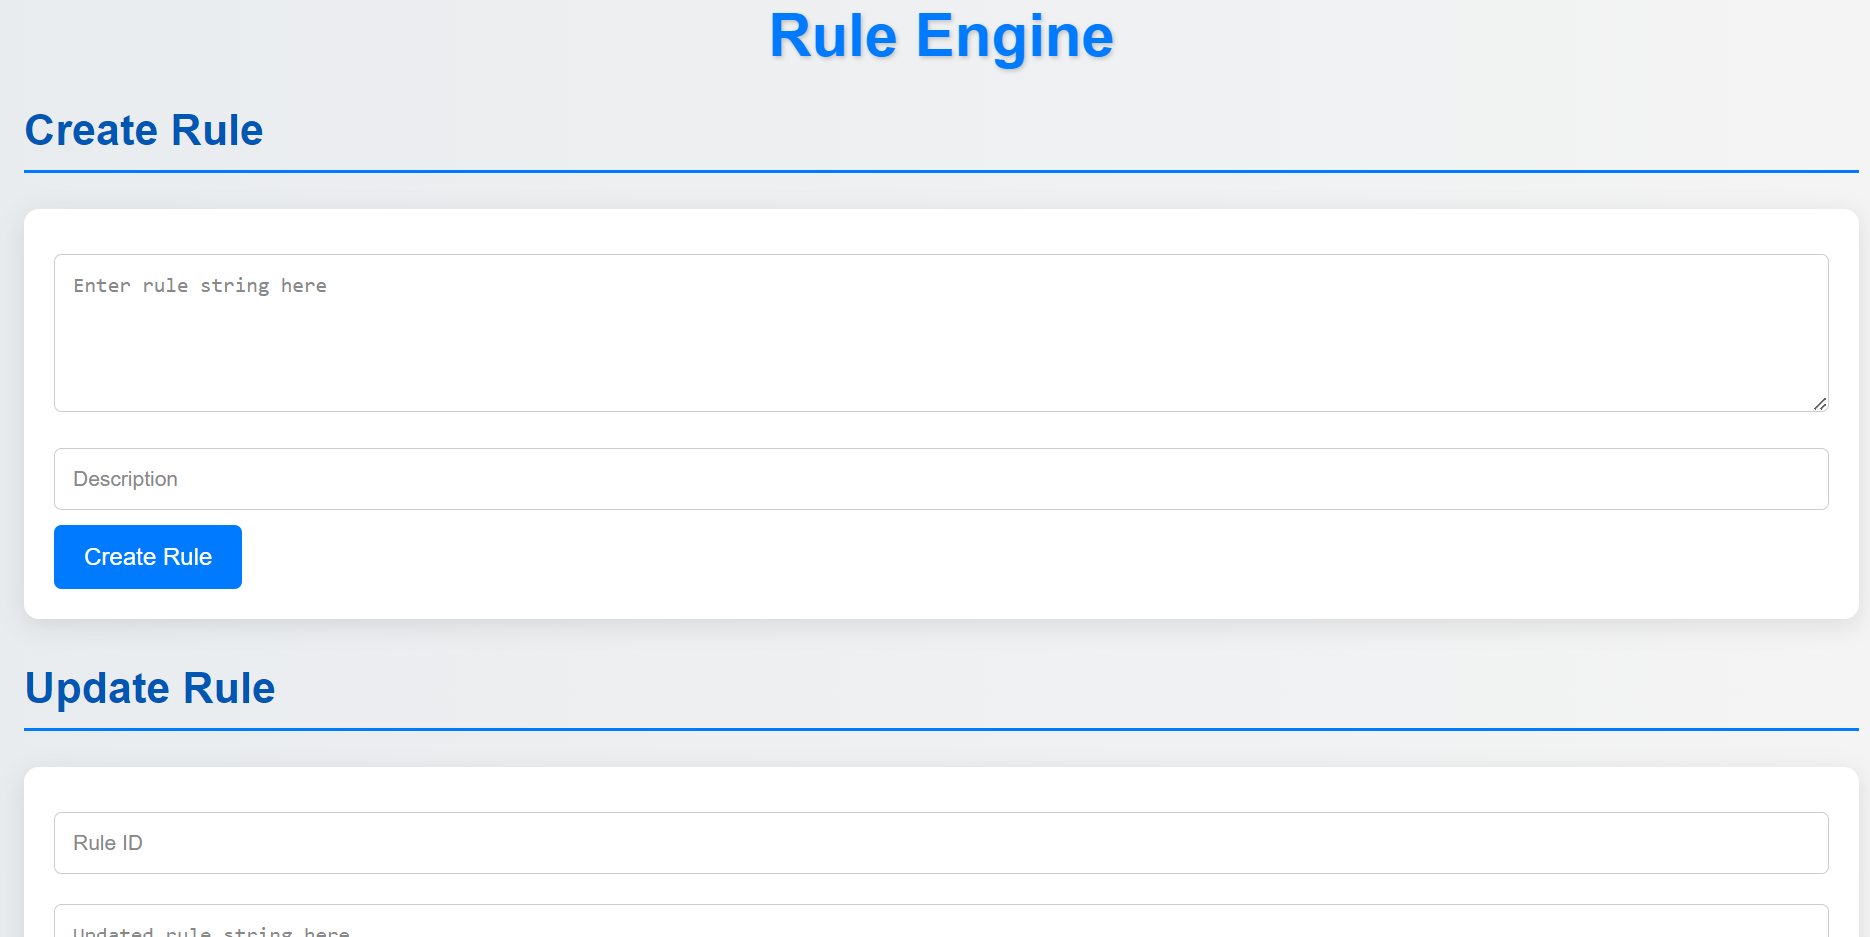 Rule Engine
Create Rule
Enter rule string here
Description
Create Rule
Update Rule
Rule ID
Updated rule string here